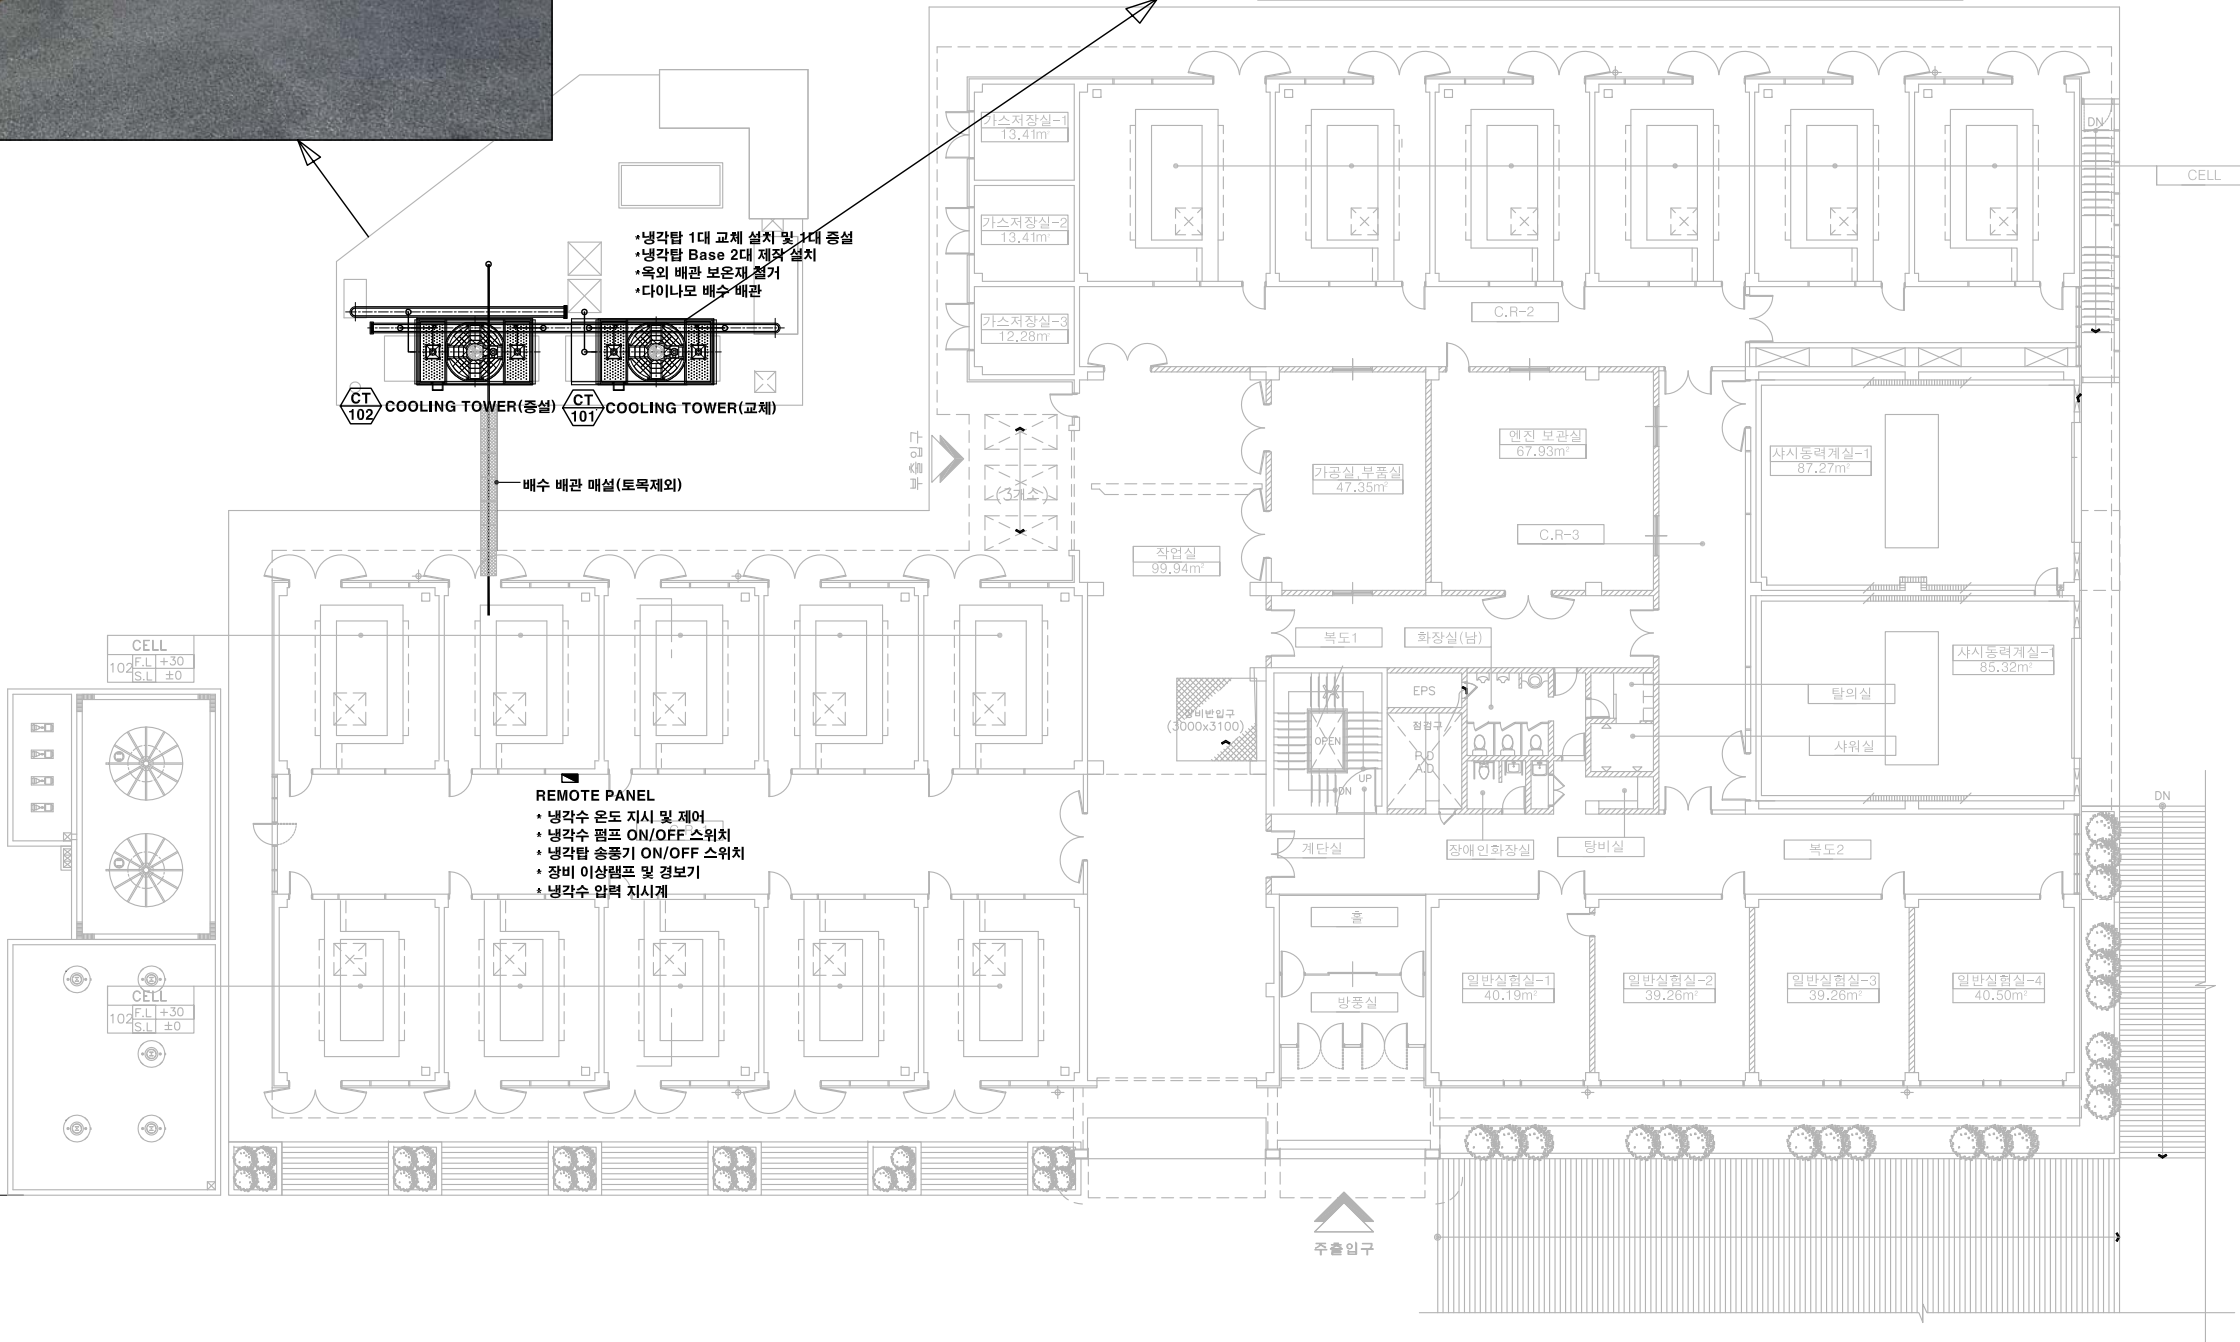 가스저장실-1
13.41m²
가스저장실-2
13.41m²
가스저장실-3
12.28m²
DN
CELL
*냉각탑 1대 교체 설치 및 1대 증설
*냉각탑 Base 2대 제작 설치
*옥외 배관 보온재 철거
*다이나모 배수 배관
C.R-2
CT
102
COOLING TOWER(증설)
CT
101
COOLING TOWER(교체)
배수 배관 매설(토목제외)
부출입구
(3개소)
엔진 보관실
67.93m²
가공실,부품실
47.35m²
C.R-3
샤시동력계실-1
87.27m²
작업실
99.94m²
복도1
화장실(남)
샤시동력계실-1
85.32m²
CELL
102
F.L +30
S.L ±0
EPS
점검구
P.D
A.D
OPEN
UP
DN
탈의실
샤워실
(3000x3100)
REMOTE PANEL
* 냉각수 온도 지시 및 제어
* 냉각수 펌프 ON/OFF 스위치
* 냉각탑 송풍기 ON/OFF 스위치
* 장비 이상램프 및 경보기
* 냉각수 압력 지시계
계단실
장애인화장실
탕비실
복도2
DN
홀
방풍실
일반실험실-1
40.19m²
일반실험실-2
39.26m²
일반실험실-3
39.26m²
일반실험실-4
40.50m²
CELL
102
F.L +30
S.L ±0
주출입구